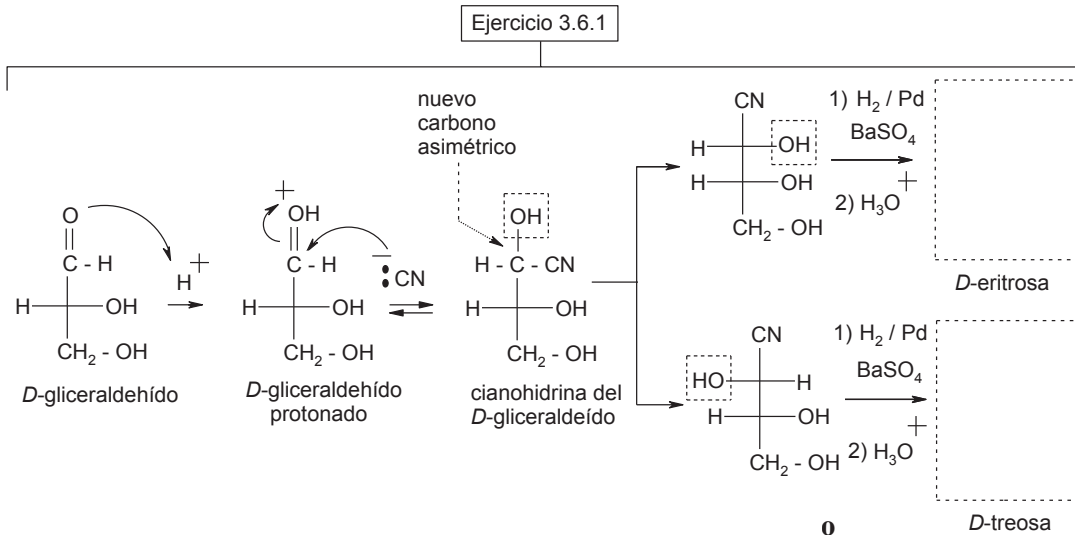 Ejercicio 3.6.1
nuevo
carbono
asimétrico
O
C - H
H
OH
CH2 - OH
D-gliceraldehído
H+
+
OH
C - H
H
OH
CH2 - OH
D-gliceraldehído
protonado
CN
OH
H - C - CN
H
OH
CH2 - OH
cianohidrina del
D-gliceraldeído
CN
H
OH
H
OH
CH2 - OH
1) H2 / Pd
BaSO4
2) H3O+
D-eritrosa
CN
HO
H
H
OH
CH2 - OH
1) H2 / Pd
BaSO4
2) H3O+
D-treosa
0